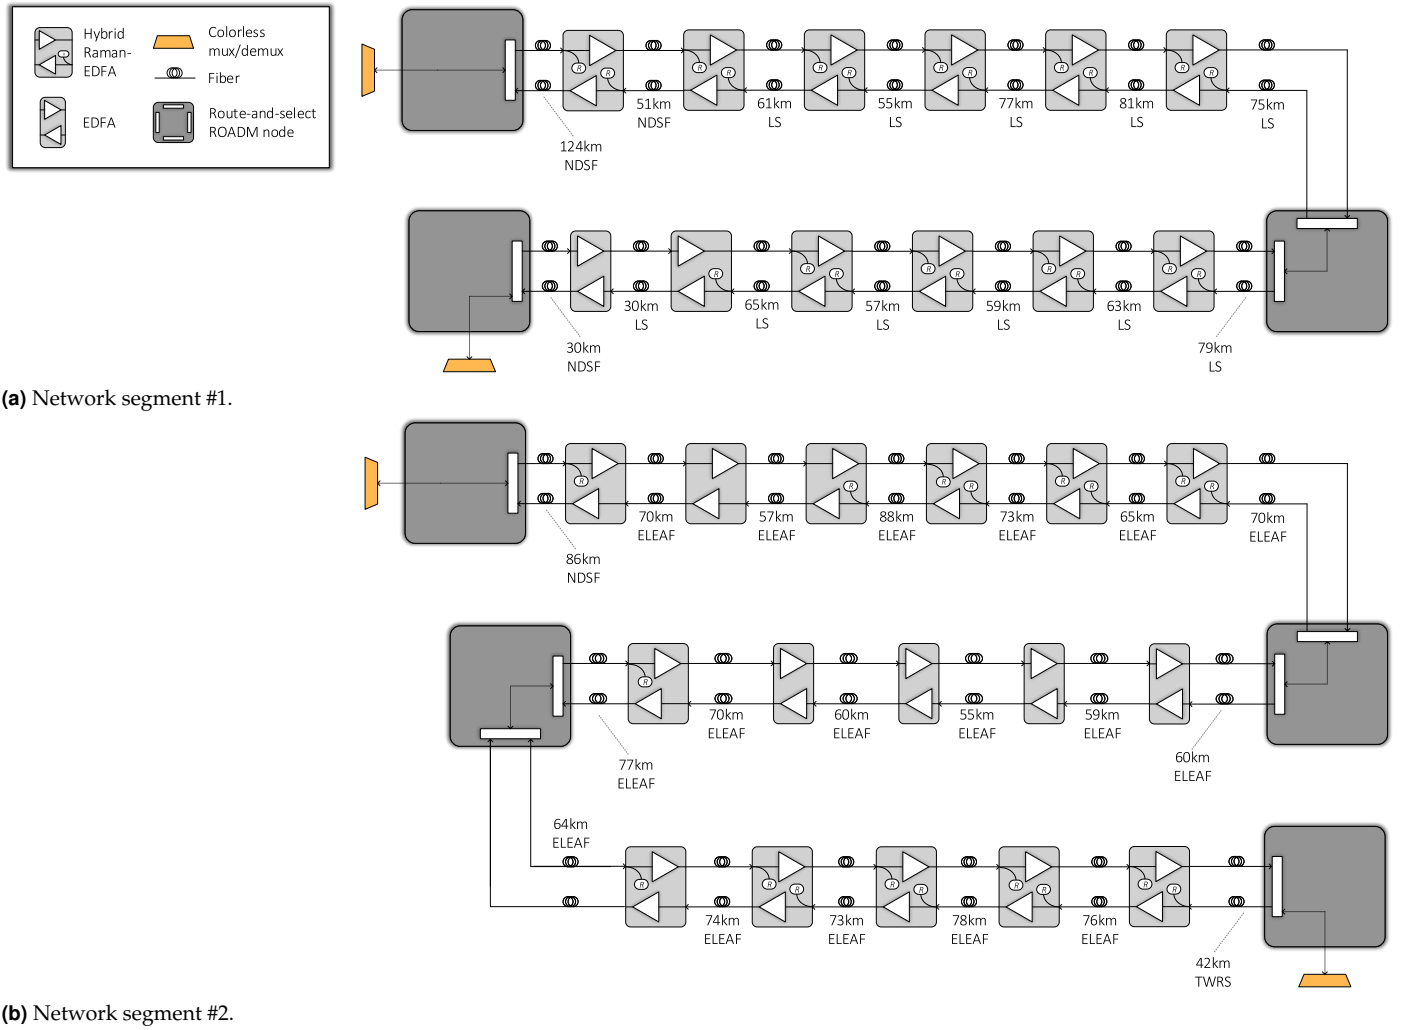 Hybrid
Raman-
EDFA
Colorless
mux/demux
Fiber
EDFA
Route-and-select
ROADM node
R
R
R
R
R
R
R
R
R
R
R
124km
NDSF
51km
NDSF
61km
LS
55km
LS
77km
LS
81km
LS
75km
LS
R
R
R
R
R
R
R
R
R
30km
NDSF
30km
LS
65km
LS
57km
LS
59km
LS
63km
LS
79km
LS
(a) Network segment #1.
R
R
R
R
R
R
R
R
86km
NDSF
70km
ELEAF
57km
ELEAF
88km
ELEAF
73km
ELEAF
65km
ELEAF
70km
ELEAF
R
77km
ELEAF
70km
ELEAF
60km
ELEAF
55km
ELEAF
59km
ELEAF
60km
ELEAF
64km
ELEAF
R
R
R
R
R
R
R
R
R
74km
ELEAF
73km
ELEAF
78km
ELEAF
76km
ELEAF
42km
TWRS
(b) Network segment #2.